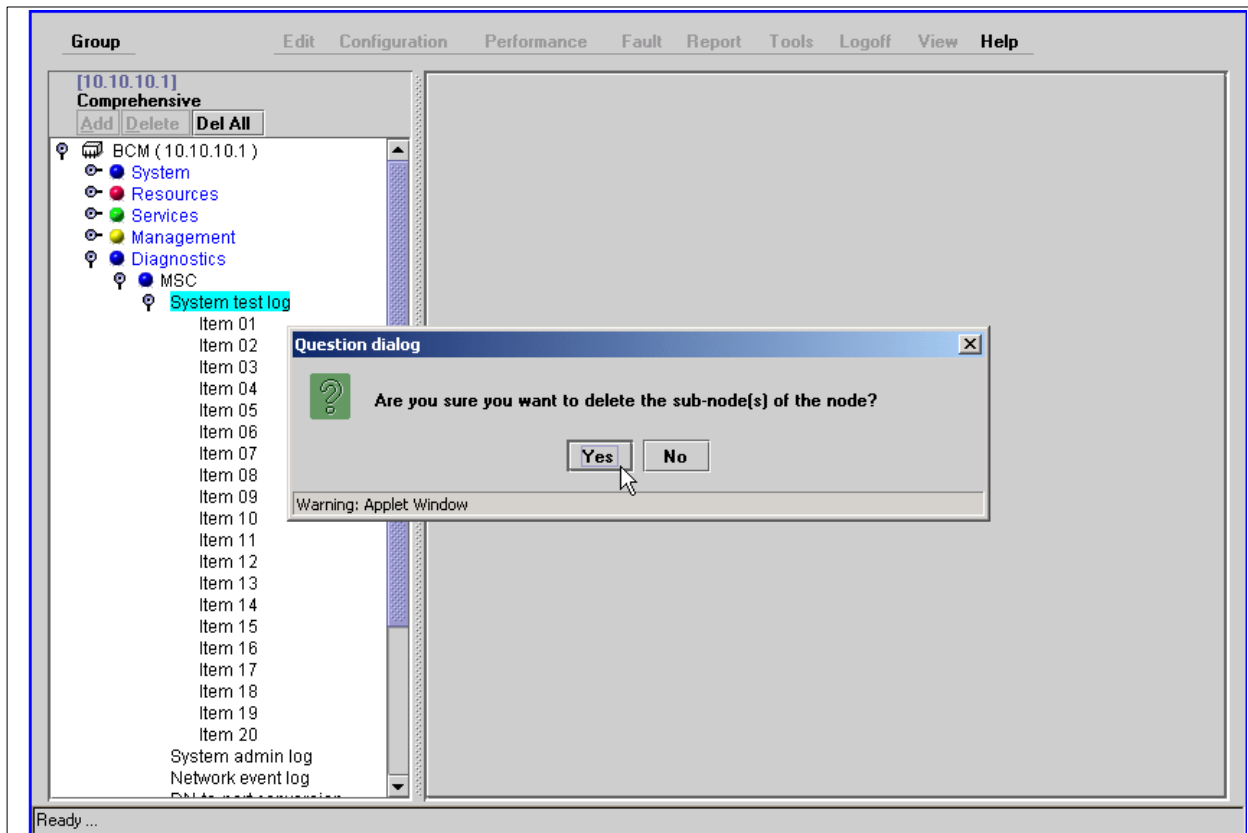 Group Edit Configuration Performance Fault Report Tools Logoff View Help
[10.10.10.1]
Comprehensive
Add Delete Del All
BCM ( 10.10.10.1 )
System
Resources
Services
Management
Diagnostics
MSC
System test log
Item 01
Item 02
Item 03
Item 04
Item 05
Item 06
Item 07
Item 08
Item 09
Item 10
Item 11
Item 12
Item 13
Item 14
Item 15
Item 16
Item 17
Item 18
Item 19
Item 20
System admin log
Network event log
Question dialog
Are you sure you want to delete the sub-node(s) of the node?
Yes No
Warning: Applet Window
Ready ...